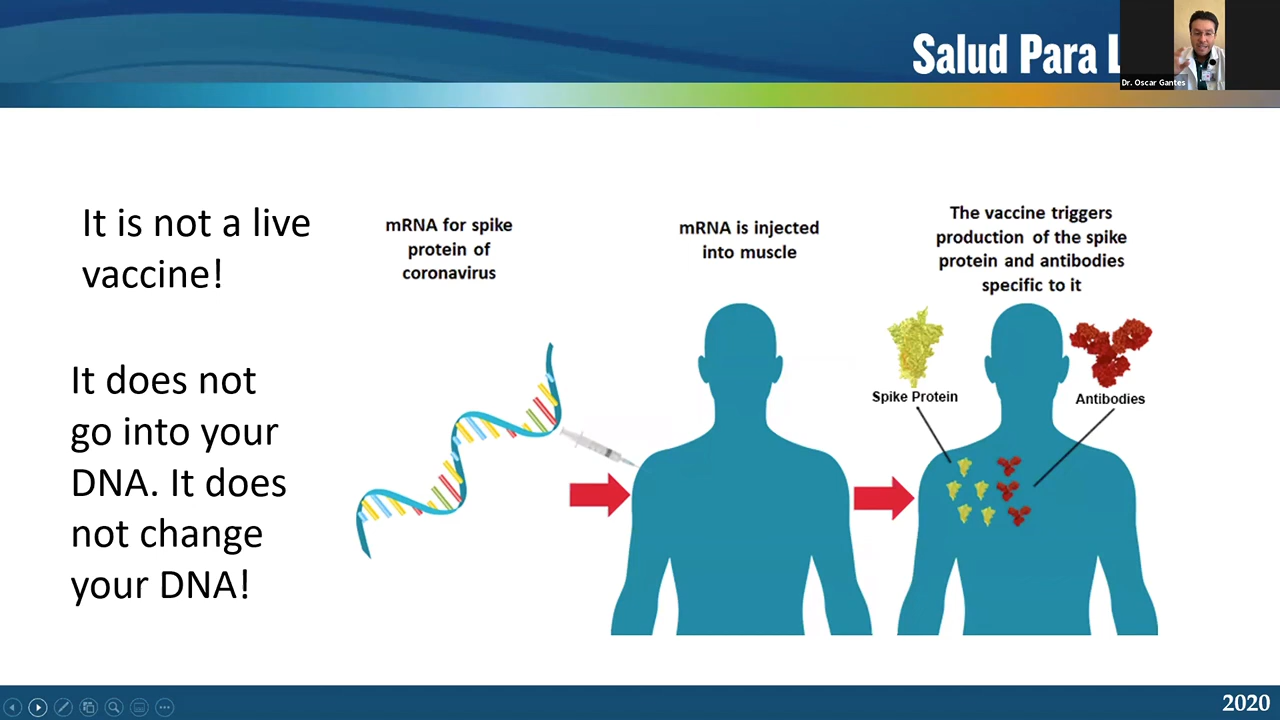 Salud Para L
Dr. Oscar Gantes
It is not a live
vaccine!
It does not
go into your
DNA. It does
not change
your DNA!
mRNA for spike
protein of
coronavirus
mRNA is injected
into muscle
The vaccine triggers
production of the spike
protein and antibodies
specific to it
Spike Protein
Antibodies
2020